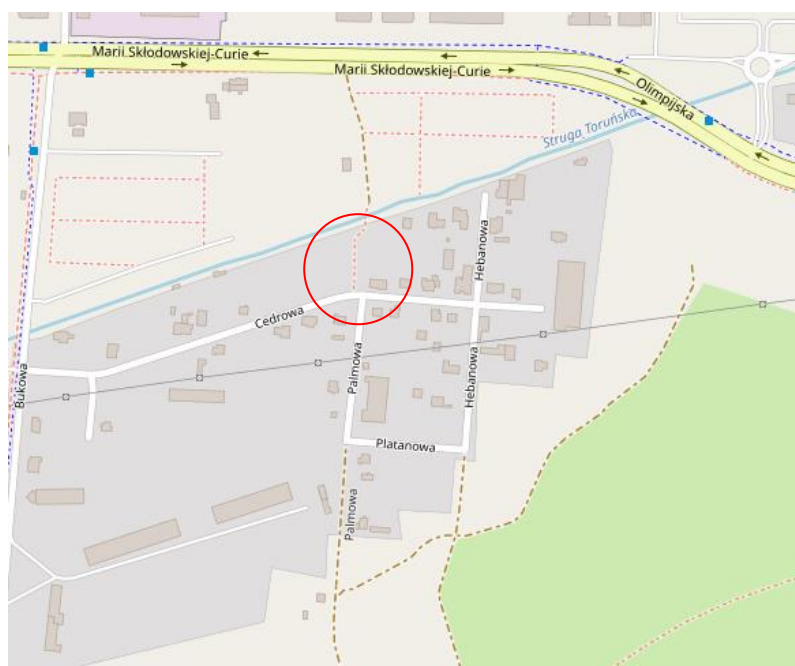 Marii Skłodowskiej-Curie
Marii Skłodowskiej-Curie
Olimpijska
Struga Toruńska
Hebanowa
Cedrowa
Palmowa
Hebanowa
Bukowa
Platanowa
Palmowa